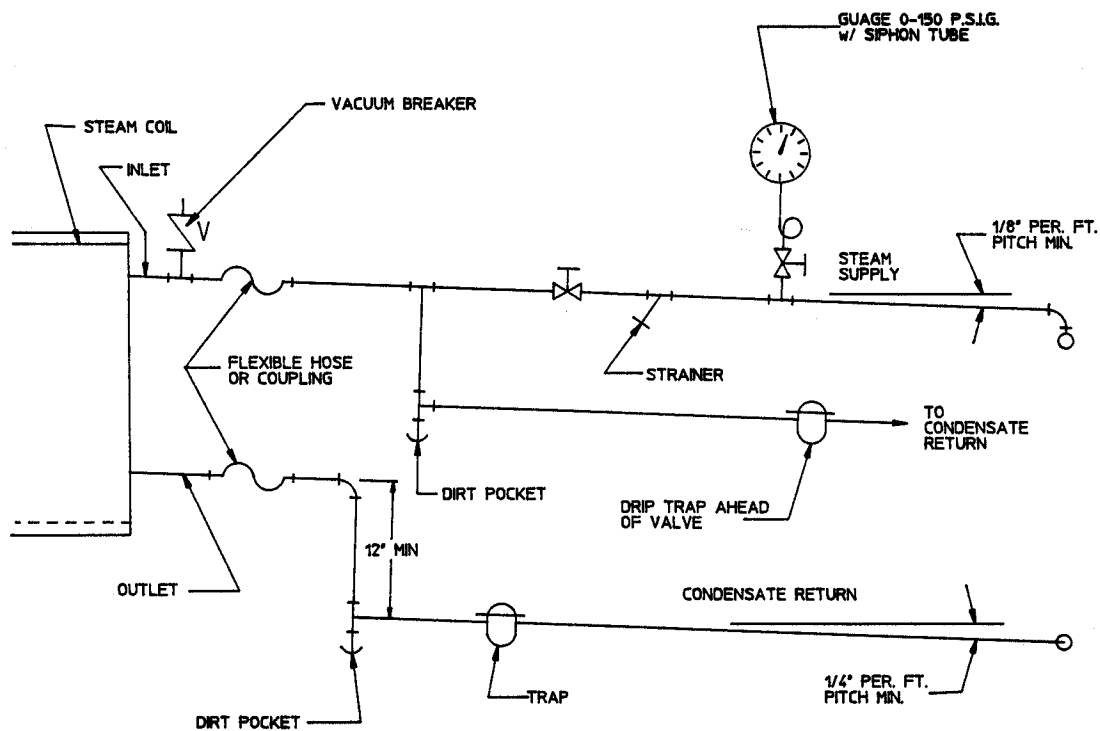 GUAGE 0-150 P.S.I.G.
w/ SIPHON TUBE
VACUUM BREAKER
STEAM COIL
INLET
V
1/8" PER. FT.
PITCH MIN.
STEAM
SUPPLY
FLEXIBLE HOSE
OR COUPLING
STRAINER
TO
CONDENSATE
RETURN
DIRT POCKET
DRIP TRAP AHEAD
OF VALVE
12" MIN
OUTLET
CONDENSATE RETURN
1/4" PER. FT.
PITCH MIN.
TRAP
DIRT POCKET